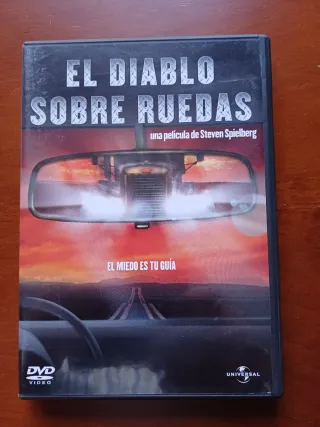 EL DIABLO
SOBRE RUEDAS
una película de Steven Spielberg
EL MIEDO ES TU GUÍA
DVD
VIDEO
UNIVERSAL